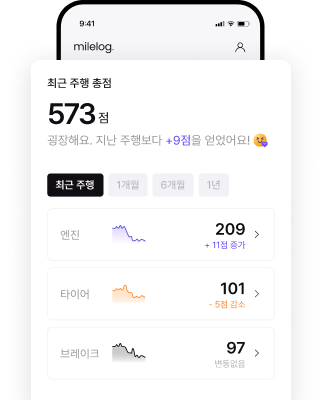 9:41
milelog.
최근 주행 총점
573점
굉장해요. 지난 주행보다 +9점을 얻었어요!
최근 주행 1개월 6개월 1년
엔진
209
+ 11점 증가
타이어
101
- 5점 감소
브레이크
97
변동없음